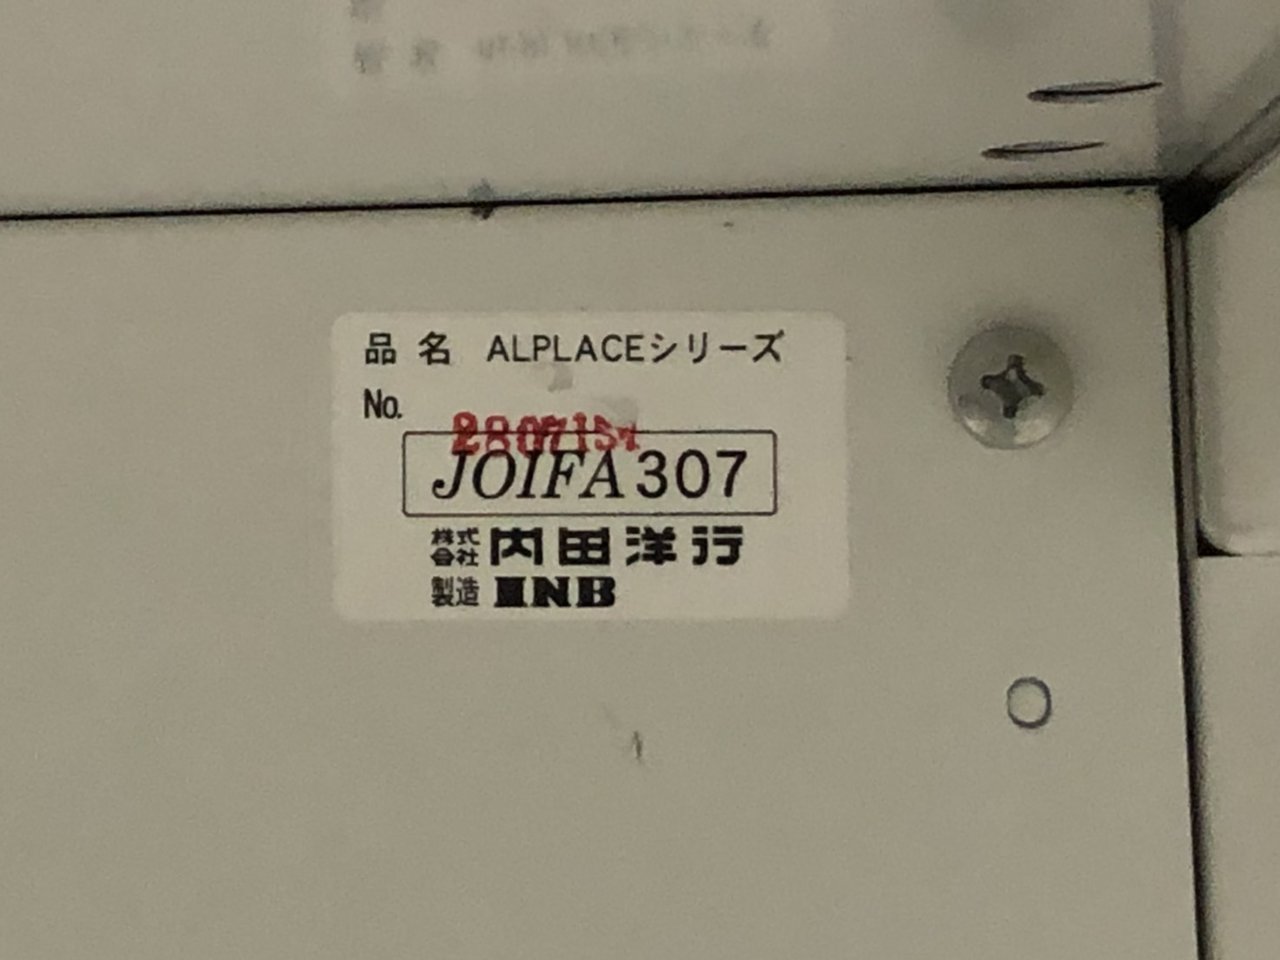 品名 ALPLACEシリーズ
No.
JOIFA 307
株式会社 内田洋行
製造 INB